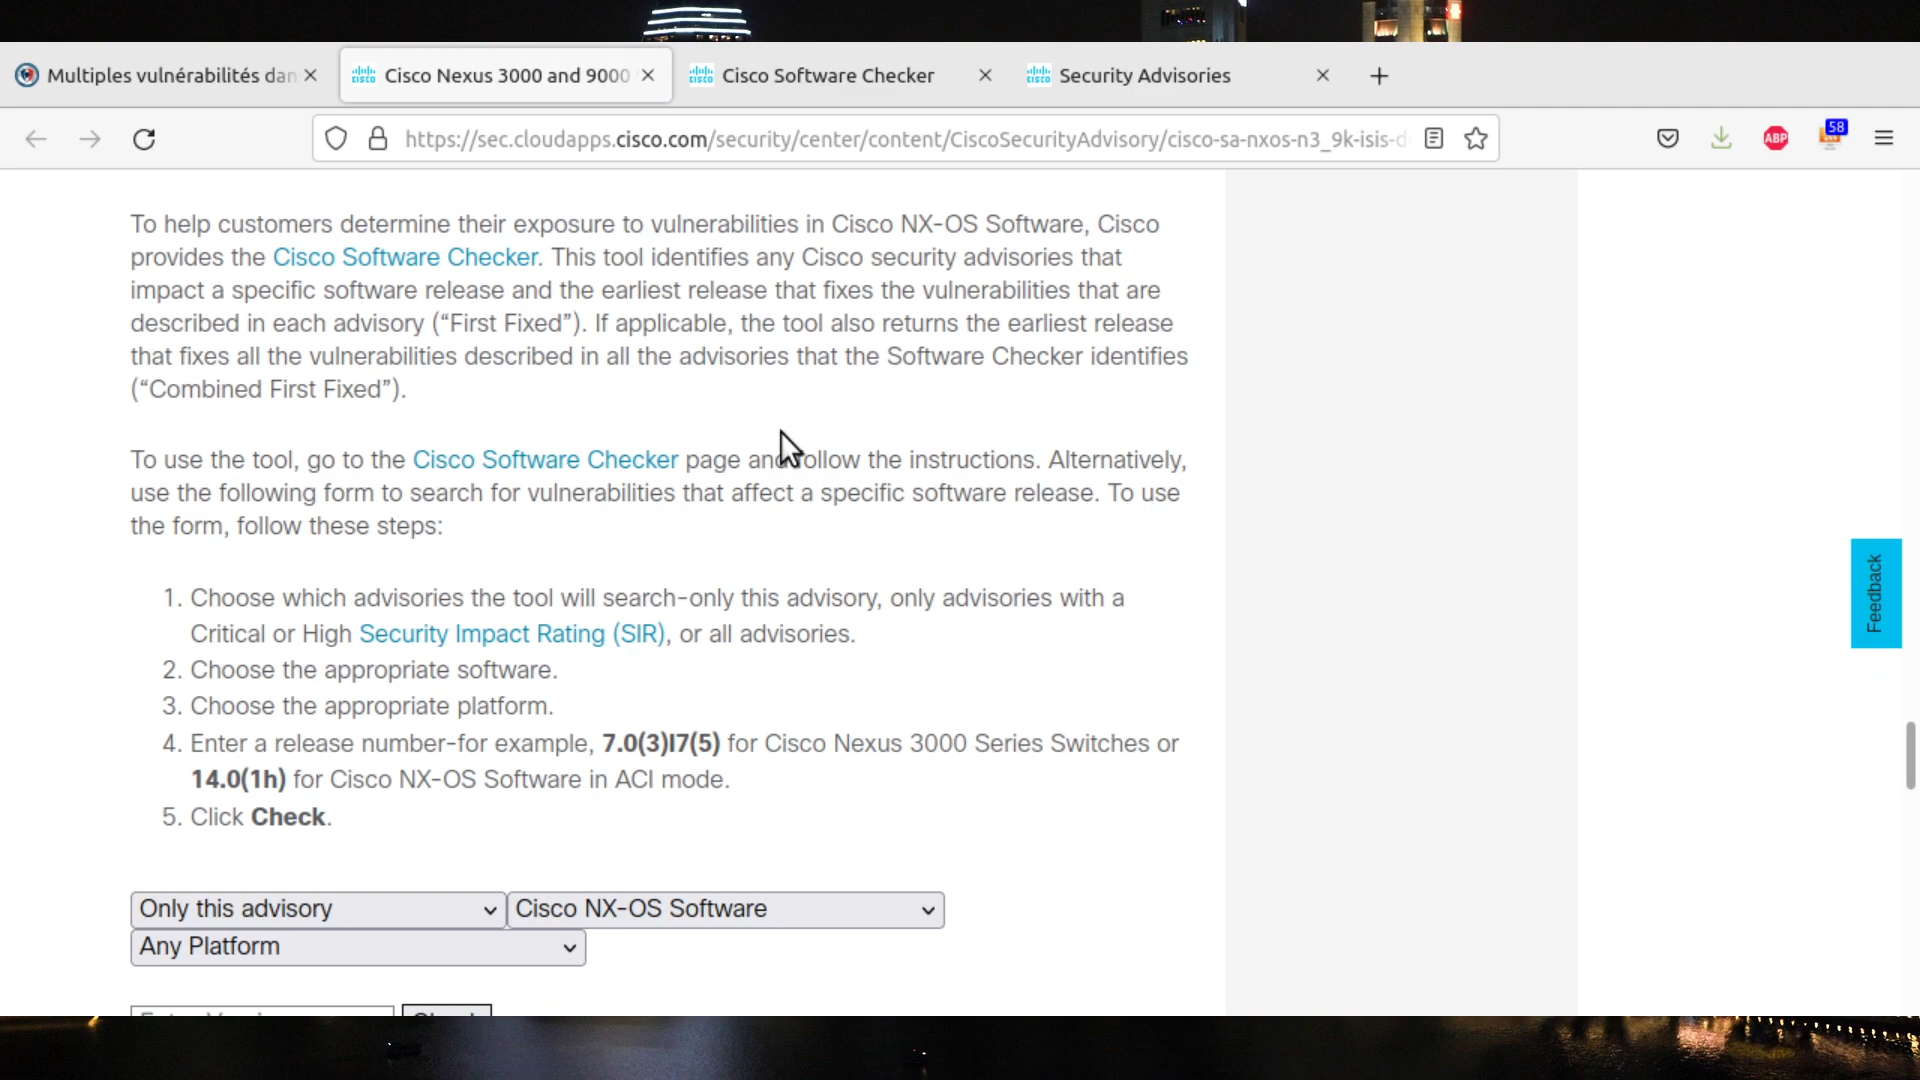 Multiples vulnérabilités dan
Cisco Nexus 3000 and 9000
Cisco Software Checker
Security Advisories
https://sec.cloudapps.cisco.com/security/center/content/CiscoSecurityAdvisory/cisco-sa-nxos-n3_9k-isis-d
ABP
58
To help customers determine their exposure to vulnerabilities in Cisco NX-OS Software, Cisco
provides the Cisco Software Checker. This tool identifies any Cisco security advisories that
impact a specific software release and the earliest release that fixes the vulnerabilities that are
described in each advisory (“First Fixed”). If applicable, the tool also returns the earliest release
that fixes all the vulnerabilities described in all the advisories that the Software Checker identifies
(“Combined First Fixed”).
To use the tool, go to the Cisco Software Checker page and follow the instructions. Alternatively,
use the following form to search for vulnerabilities that affect a specific software release. To use
the form, follow these steps:
1. Choose which advisories the tool will search-only this advisory, only advisories with a
Critical or High Security Impact Rating (SIR), or all advisories.
2. Choose the appropriate software.
3. Choose the appropriate platform.
4. Enter a release number-for example, 7.0(3)I7(5) for Cisco Nexus 3000 Series Switches or
14.0(1h) for Cisco NX-OS Software in ACI mode.
5. Click Check.
Only this advisory
Cisco NX-OS Software
Any Platform
Feedback